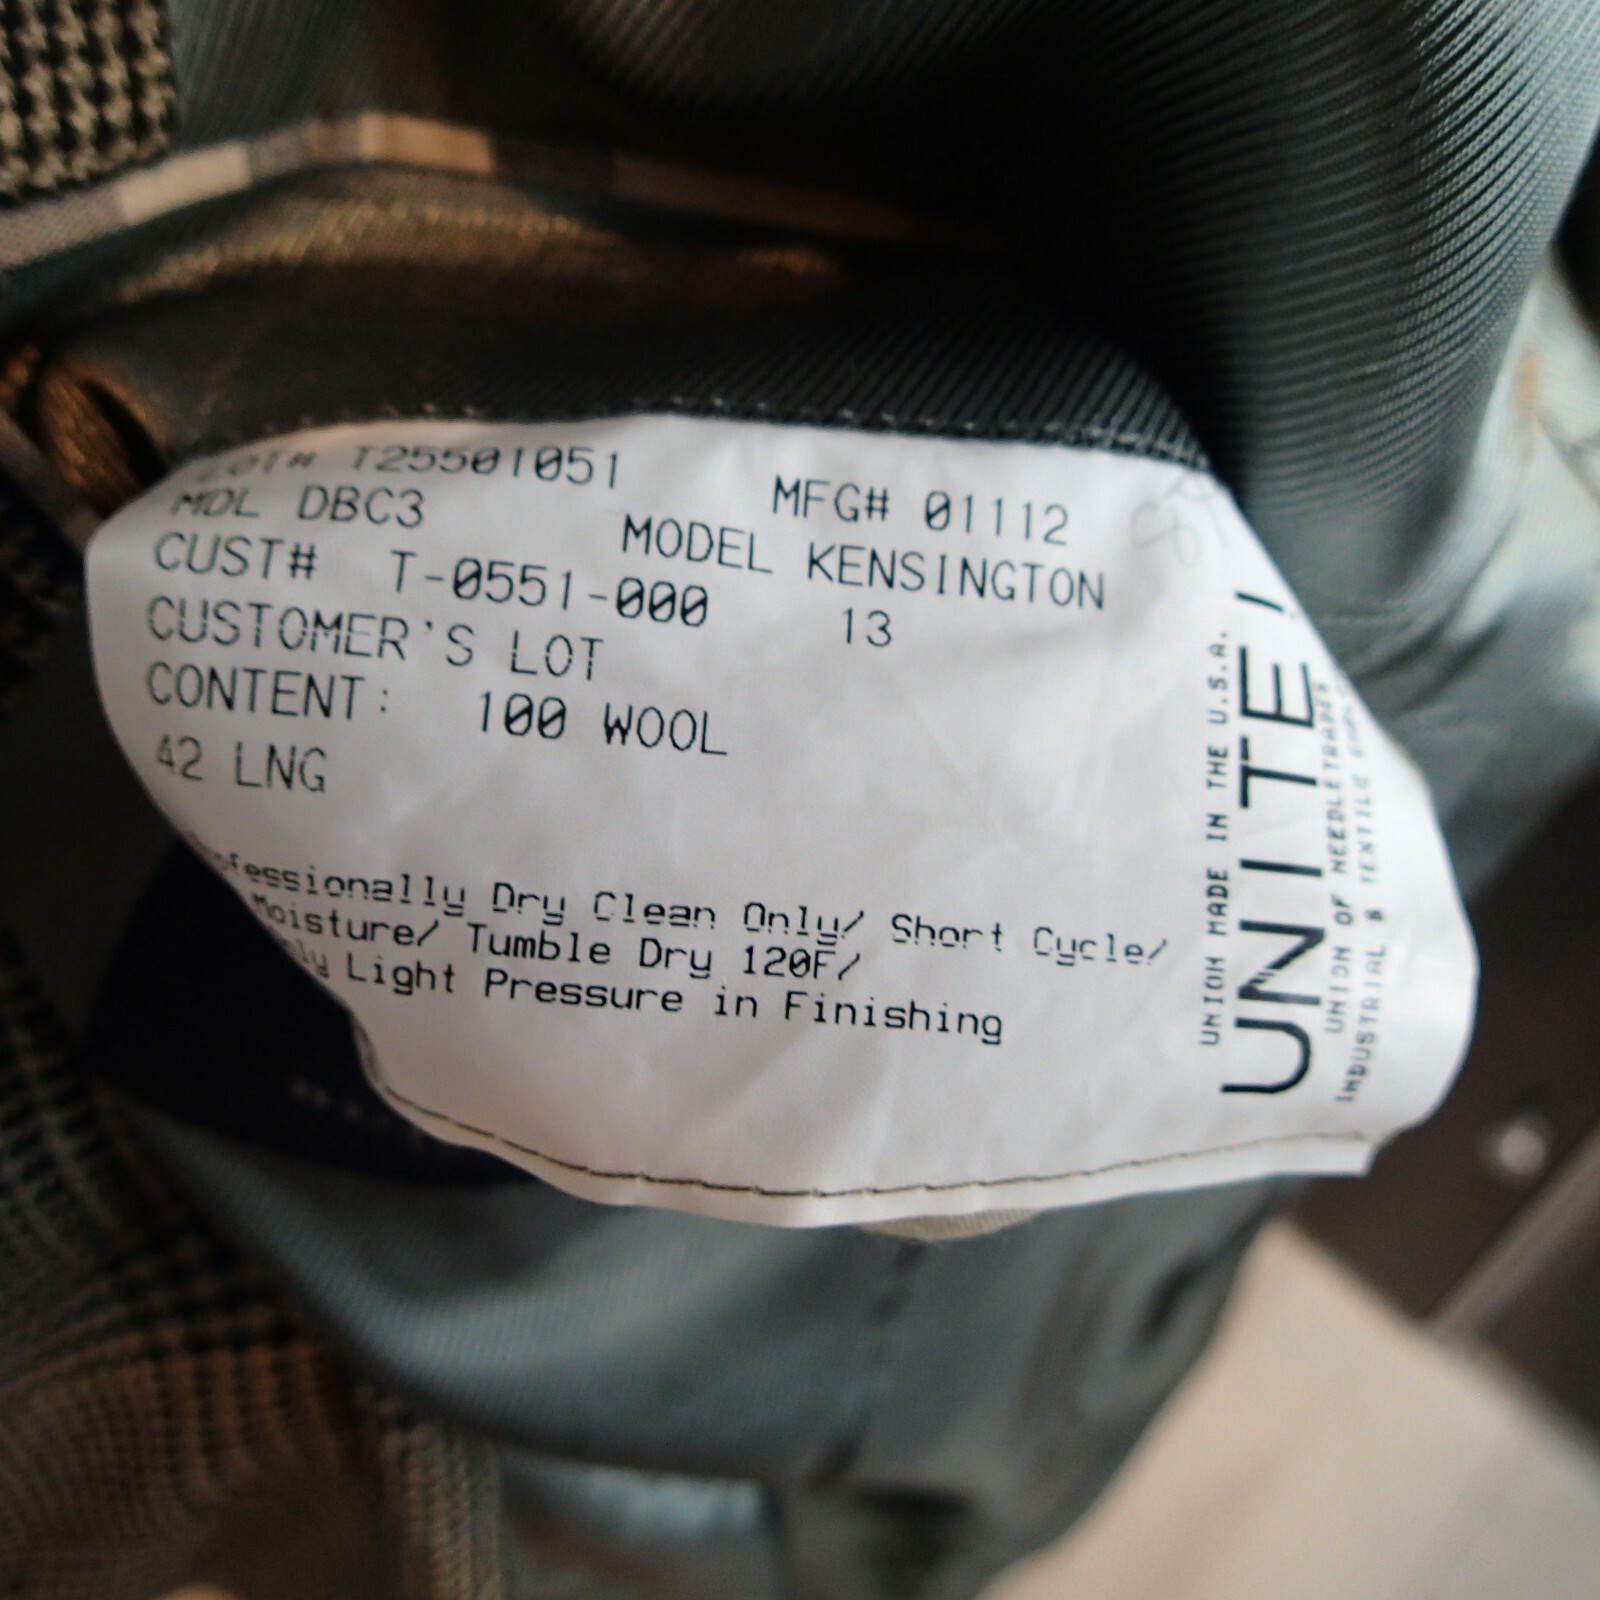 LOT# T25501051
MFG# 01112
MDL DBC3
MODEL KENSINGTON
CUST# T-0551-000
13
CUSTOMER'S LOT
CONTENT: 100 WOOL
42 LNG
Professionally Dry Clean Only/ Short Cycle/
Moisture/ Tumble Dry 120F/
Light Pressure in Finishing
UNION MADE IN THE U.S.A.
UNITE!
UNION OF NEEDLETRADES
INDUSTRIAL & TEXTILE